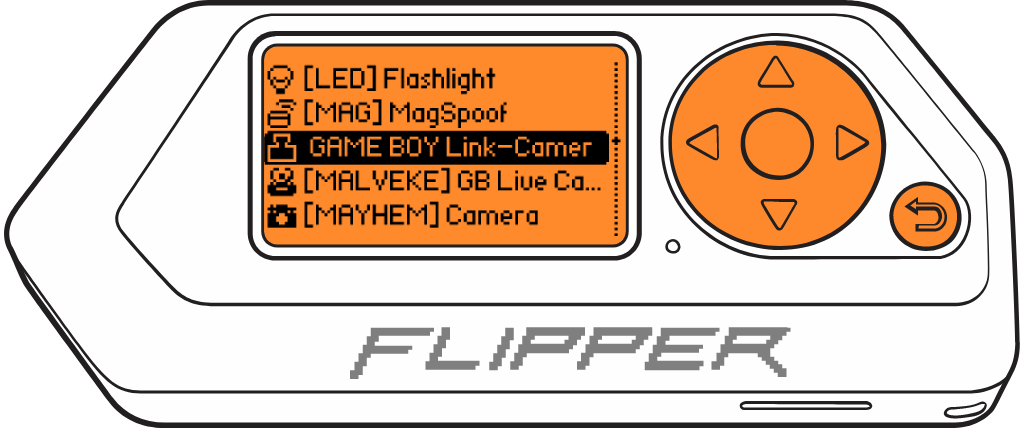 [LED] Flashlight
[MAG] MagSpoof
GAME BOY Link-Camer
[MALVEKE] GB Live Ca...
[MAYHEM] Camera
FLIPPER